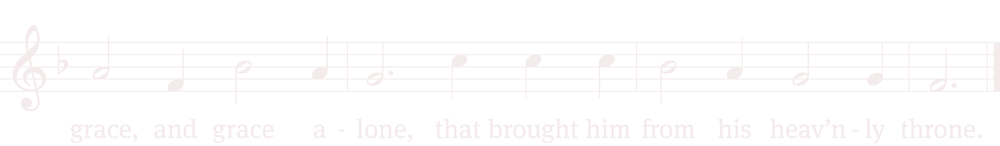 grace, and grace a - lone, that brought him from his heav’n - ly throne.